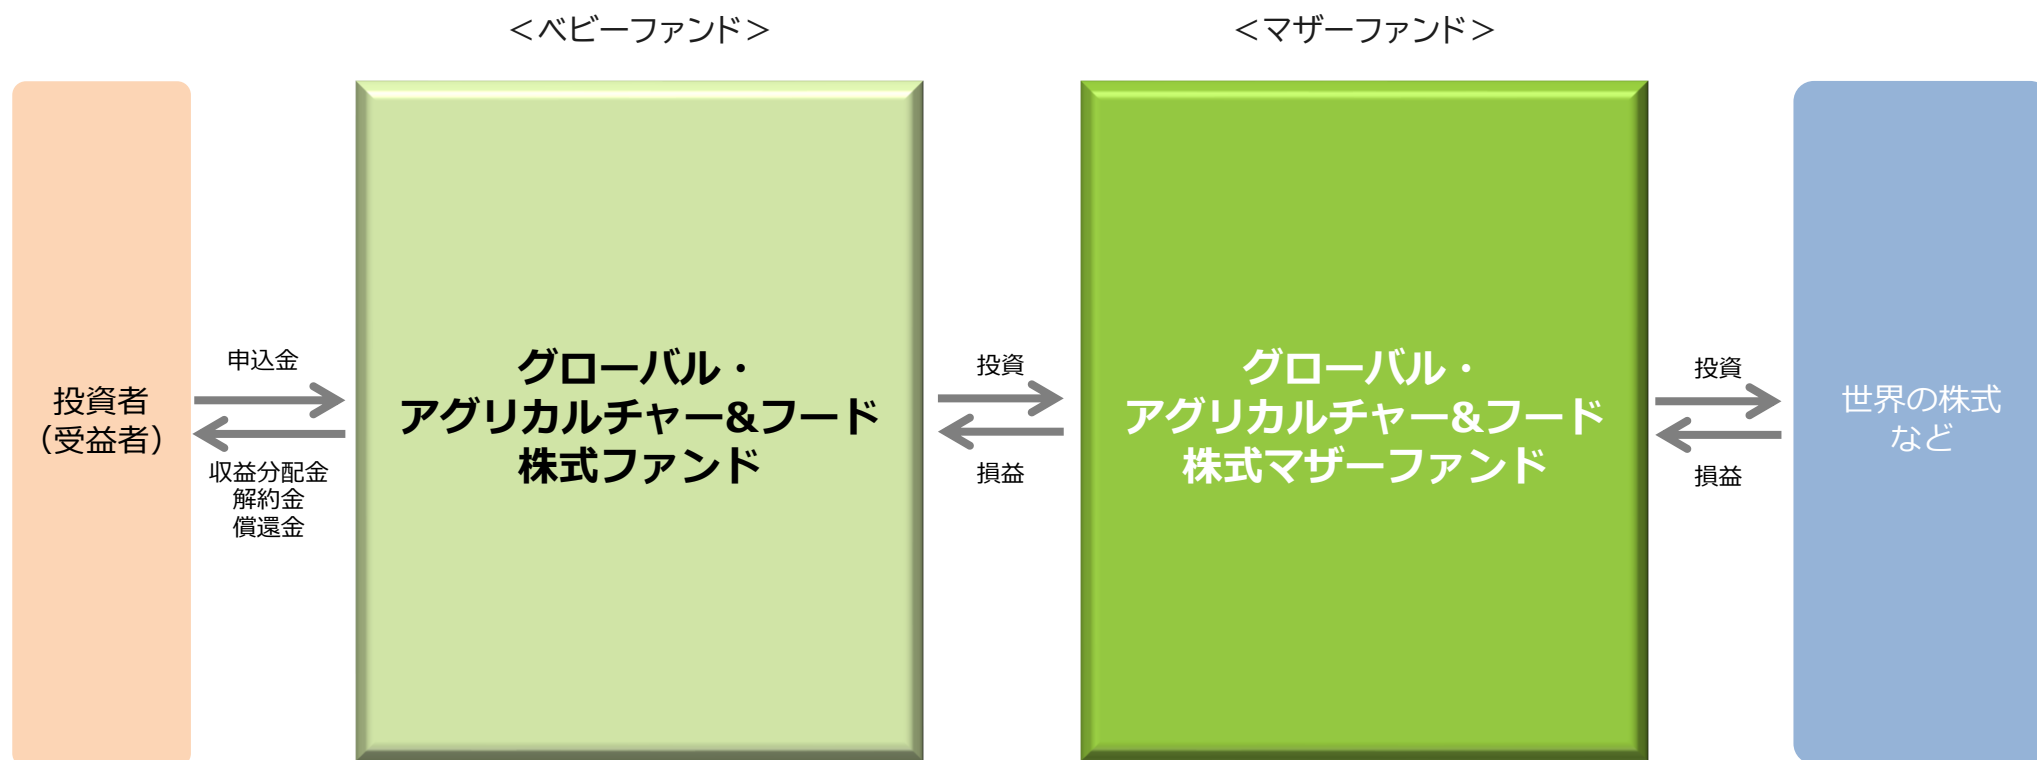 ＜ベビーファンド＞
＜マザーファンド＞
投資者
（受益者）
申込金
収益分配金
解約金
償還金
グローバル・
アグリカルチャー&フード
株式ファンド
投資
損益
グローバル・
アグリカルチャー&フード
株式マザーファンド
投資
損益
世界の株式
など